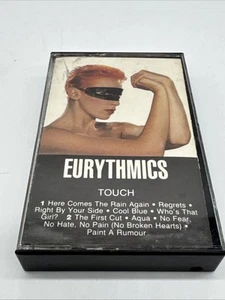 EURYTHMICS
TOUCH
1 Here Comes The Rain Again • Regrets •
Right By Your Side • Cool Blue • Who's That
Girl? 2 The First Cut • Aqua • No Fear,
No Hate, No Pain (No Broken Hearts) •
Paint A Rumour